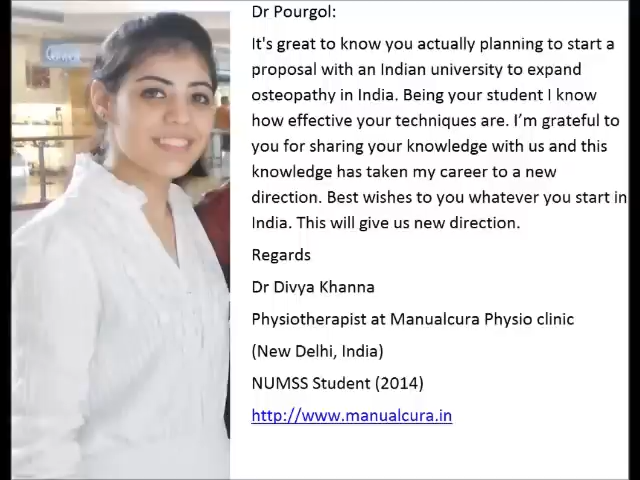 Dr Pourgol:
It's great to know you actually planning to start a
proposal with an Indian university to expand
osteopathy in India. Being your student I know
how effective your techniques are. I'm grateful to
you for sharing your knowledge with us and this
knowledge has taken my career to a new
direction. Best wishes to you whatever you start in
India. This will give us new direction.
Regards
Dr Divya Khanna
Physiotherapist at Manualcura Physio clinic
(New Delhi, India)
NUMSS Student (2014)
http://www.manualcura.in